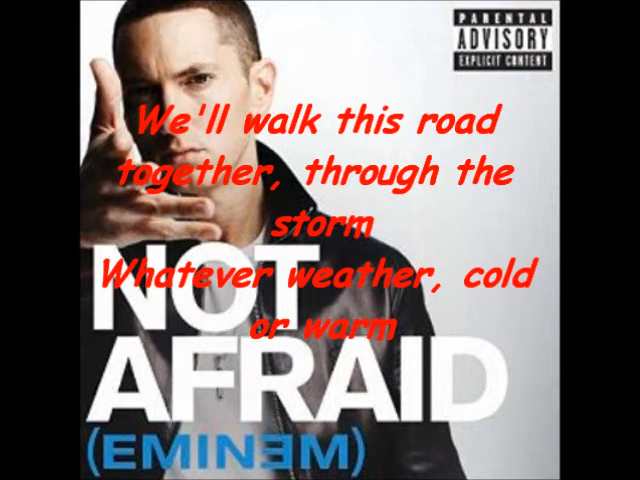 PARENTAL
ADVISORY
EXPLICIT CONTENT
We'll walk this road
together, through the
storm
Whatever weather, cold
or warm
NOT
AFRAID
(EMINƎM)